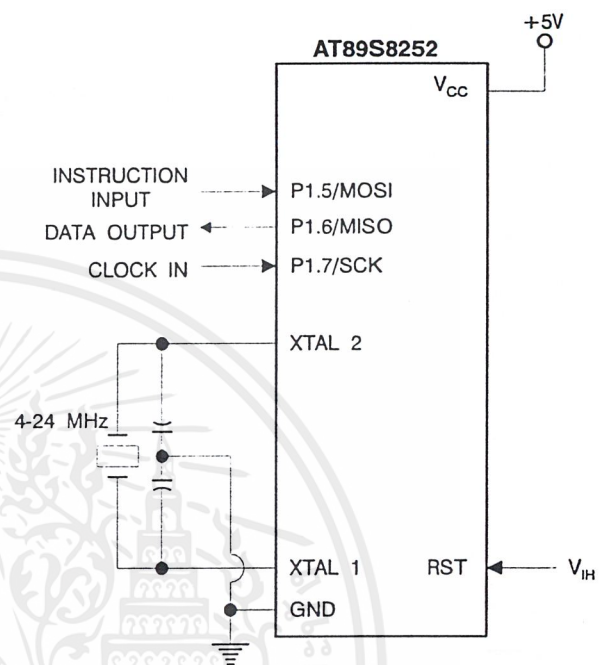 +5V
AT89S8252
VCC
INSTRUCTION
INPUT
P1.5/MOSI
DATA OUTPUT
P1.6/MISO
CLOCK IN
P1.7/SCK
XTAL 2
4-24 MHz
XTAL 1
RST
VIH
GND